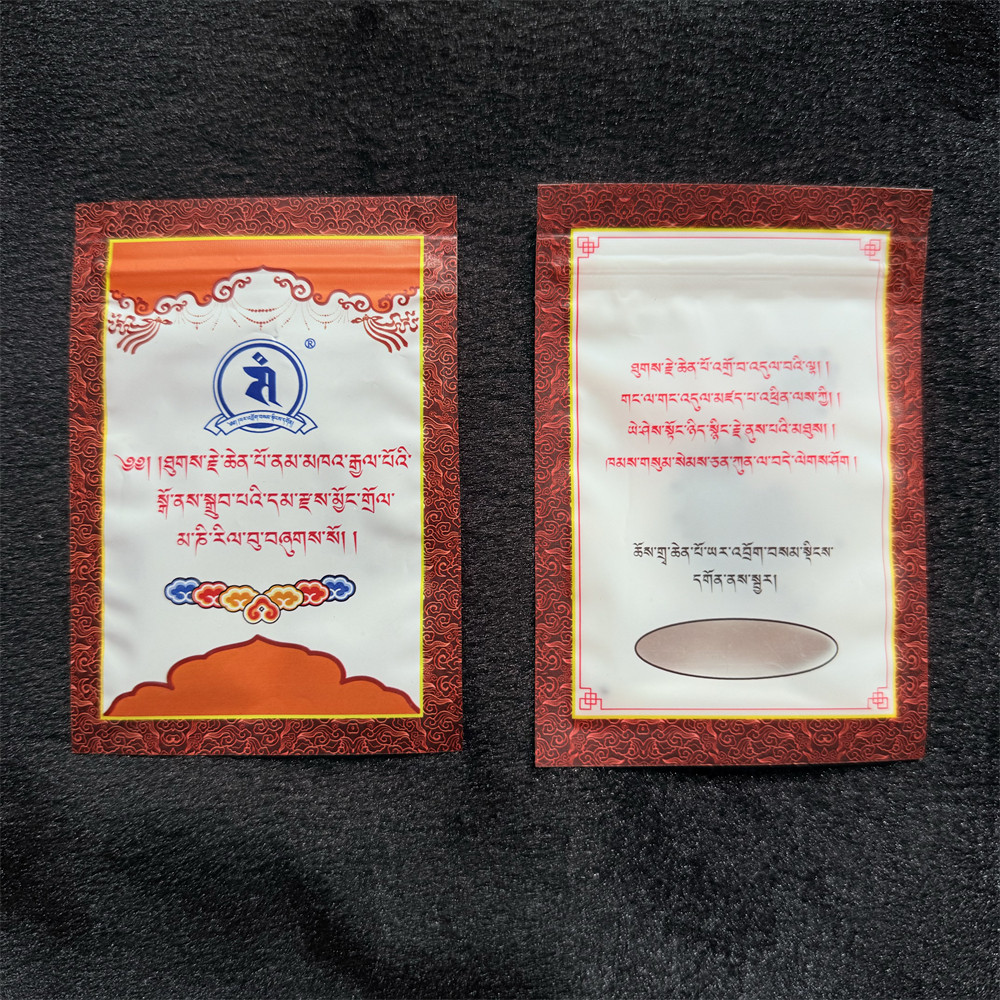 ®
༄༅། །ཐུགས་རྗེ་ཆེན་པོ་ནམ་མཁའ་རྒྱལ་པོའི་
སྒོ་ནས་སྒྲུབ་པའི་དམ་རྫས་མྱོང་གྲོལ་
མ་ཎི་རིལ་བུ་བཞུགས་སོ། །
ཐུགས་རྗེ་ཆེན་པོ་འགྲོ་བ་འདུལ་བའི་ལྷ། །
གང་ལ་གང་འདུལ་མཛད་པ་འཕྲིན་ལས་ཀྱི། །
ཡེ་ཤེས་སྟོང་ཉིད་སྙིང་རྗེ་ནུས་པའི་མཐུས། །
ཁམས་གསུམ་སེམས་ཅན་ཀུན་ལ་བདེ་ལེགས་ཤོག །
ཆོས་གྲྭ་ཆེན་པོ་ཡར་འབྲོག་བསམ་སྡིངས་
དགོན་ནས་སྦྱར།